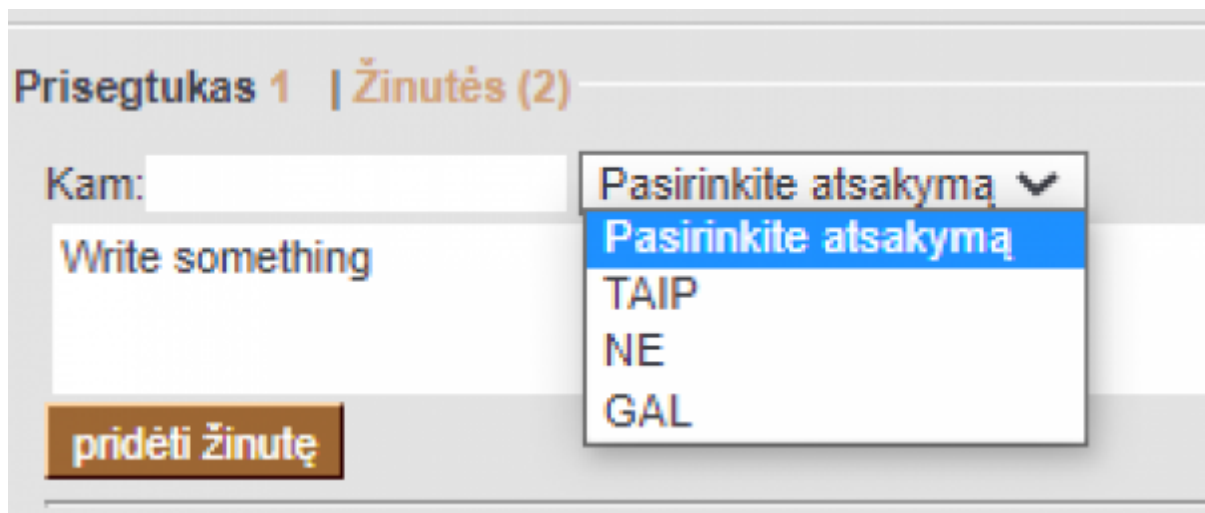 Prisegtukas 1 | Žinutės (2)
Kam: Pasirinkite atsakymą
Write something
Pasirinkite atsakymą
TAIP
NE
GAL
pridėti žinutę